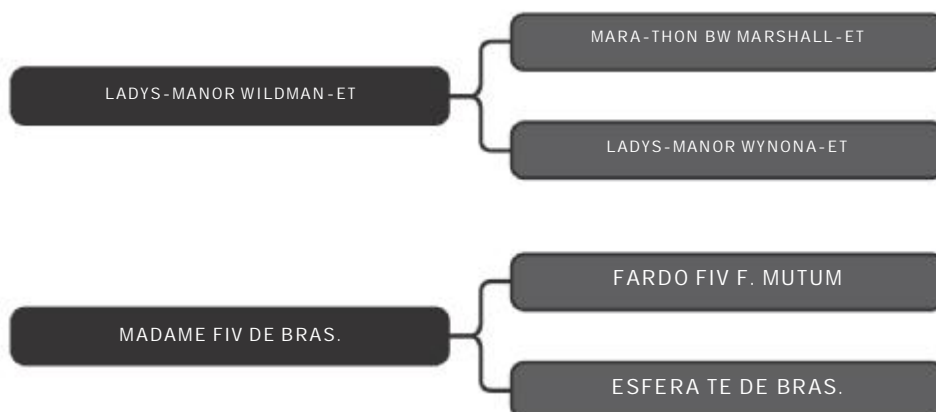 MARA-THON BW MARSHALL-ET
LADYS-MANOR WILDMAN-ET
LADYS-MANOR WYNONA-ET
FARDO FIV F. MUTUM
MADAME FIV DE BRAS.
ESFERA TE DE BRAS.